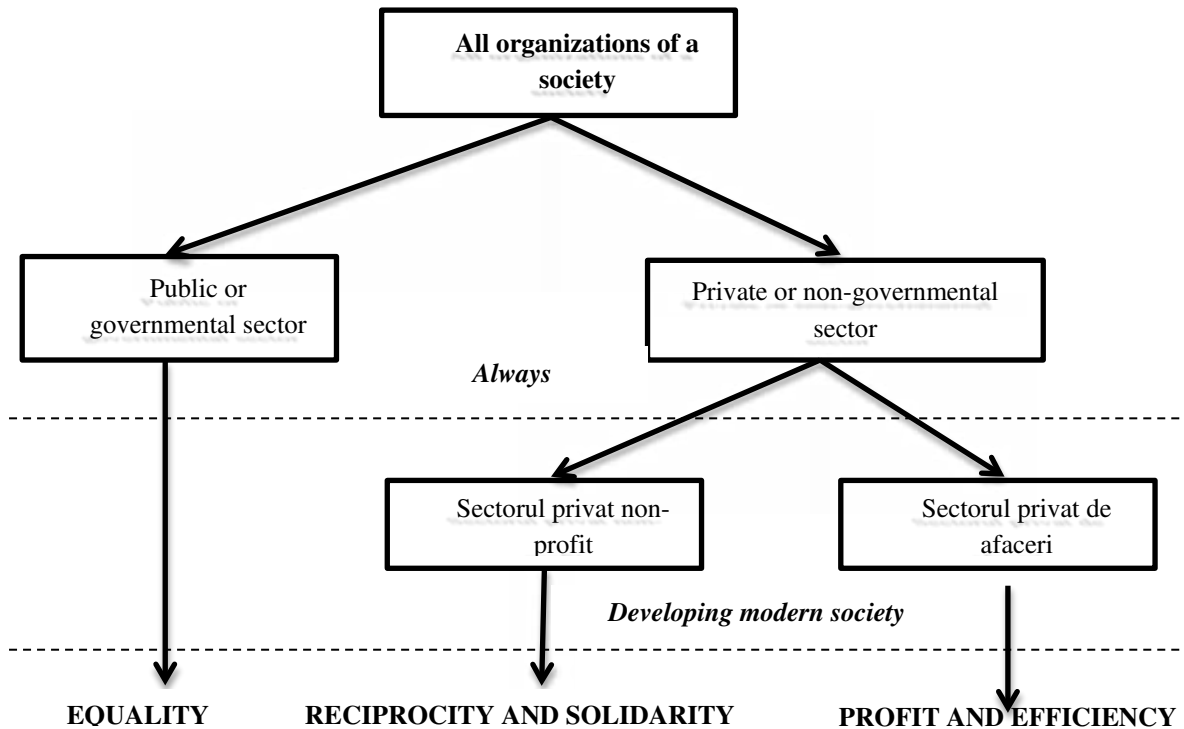 All organizations of a
society
Public or
governmental sector
Private or non-governmental
sector
Always
Sectorul privat non-
profit
Sectorul privat de
afaceri
Developing modern society
EQUALITY
RECIPROCITY AND SOLIDARITY
PROFIT AND EFFICIENCY